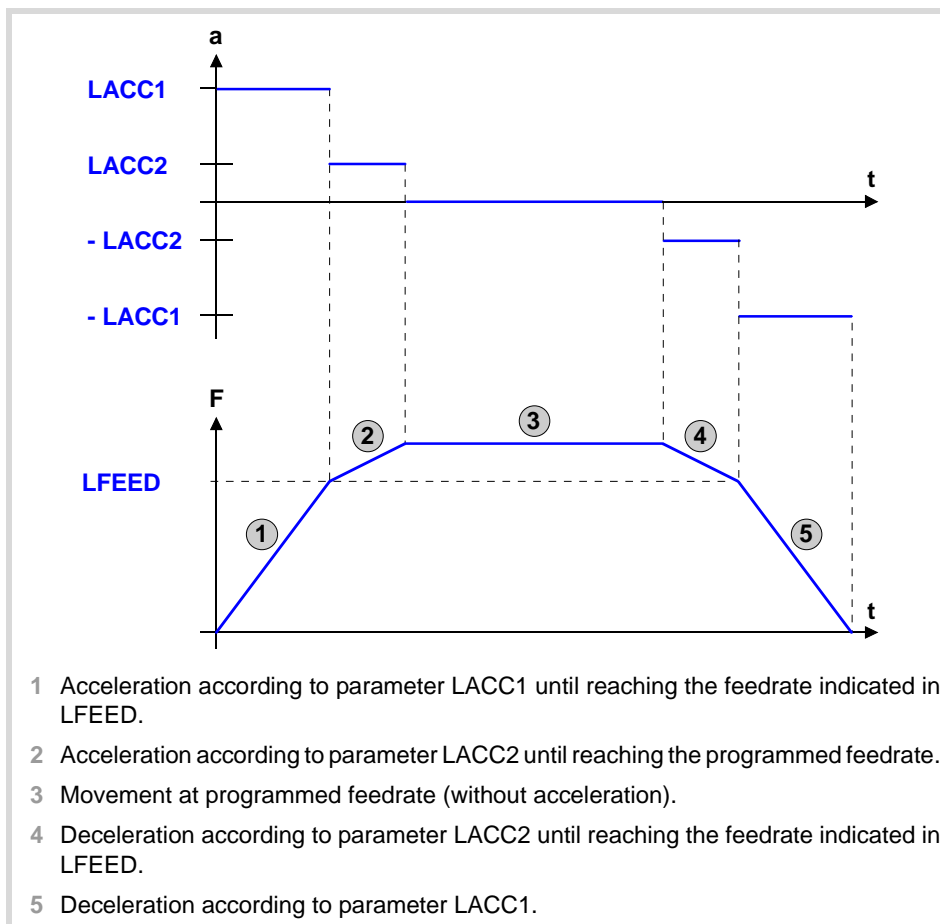 a
LACC1
LACC2
t
- LACC2
- LACC1
F
2
3
4
LFEED
1
5
t
1 Acceleration according to parameter LACC1 until reaching the feedrate indicated in
LFEED.
2 Acceleration according to parameter LACC2 until reaching the programmed feedrate.
3 Movement at programmed feedrate (without acceleration).
4 Deceleration according to parameter LACC2 until reaching the feedrate indicated in
LFEED.
5 Deceleration according to parameter LACC1.